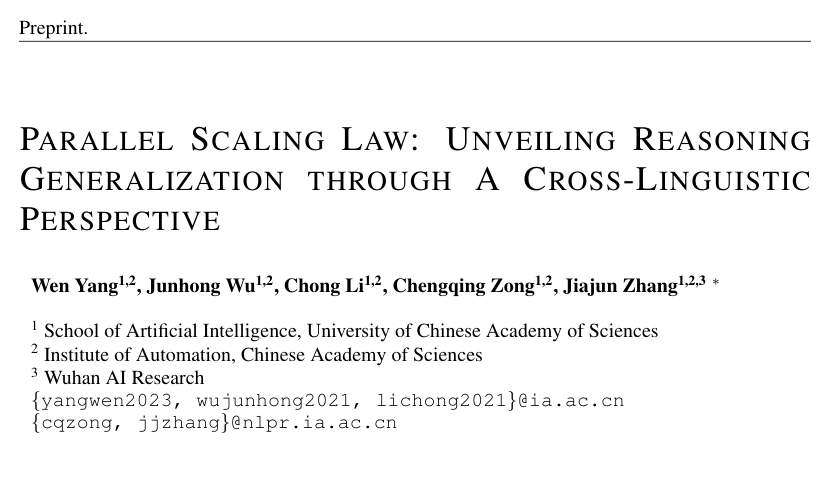 Preprint.
PARALLEL SCALING LAW: UNVEILING REASONING
GENERALIZATION THROUGH A CROSS-LINGUISTIC
PERSPECTIVE
Wen Yang1,2, Junhong Wu1,2, Chong Li1,2, Chengqing Zong1,2, Jiajun Zhang1,2,3 *
1 School of Artificial Intelligence, University of Chinese Academy of Sciences
2 Institute of Automation, Chinese Academy of Sciences
3 Wuhan AI Research
{yangwen2023, wujunhong2021, lichong2021}@ia.ac.cn
{cqzong, jjzhang}@nlpr.ia.ac.cn